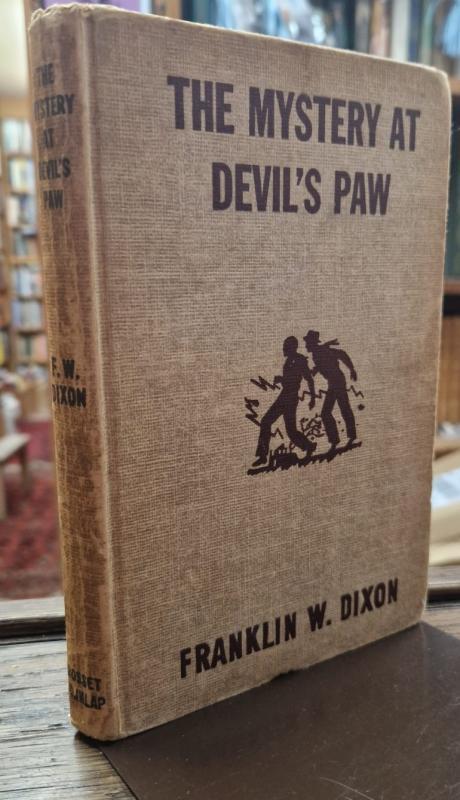 THE
MYSTERY
AT
DEVIL'S
PAW
F. W.
DIXON
GROSSET
DUNLAP
THE MYSTERY AT
DEVIL'S PAW
FRANKLIN W. DIXON